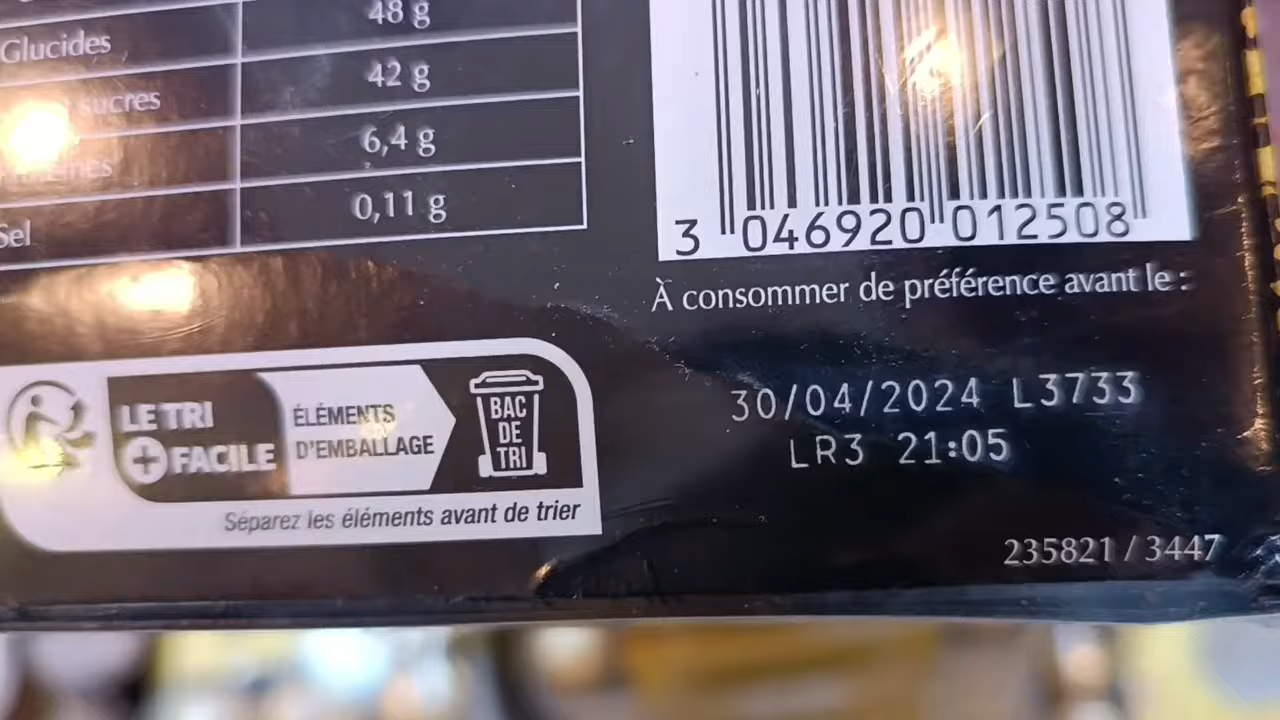 48 g
Glucides
42 g
sucres
6,4 g
0,11 g
Sel
3 046920 012508
À consommer de préférence avant le :
30/04/2024 L3733
LR3 21:05
LE TRI
+ FACILE
ÉLÉMENTS
D'EMBALLAGE
BAC
DE
TRI
Séparez les éléments avant de trier
235821 / 3447